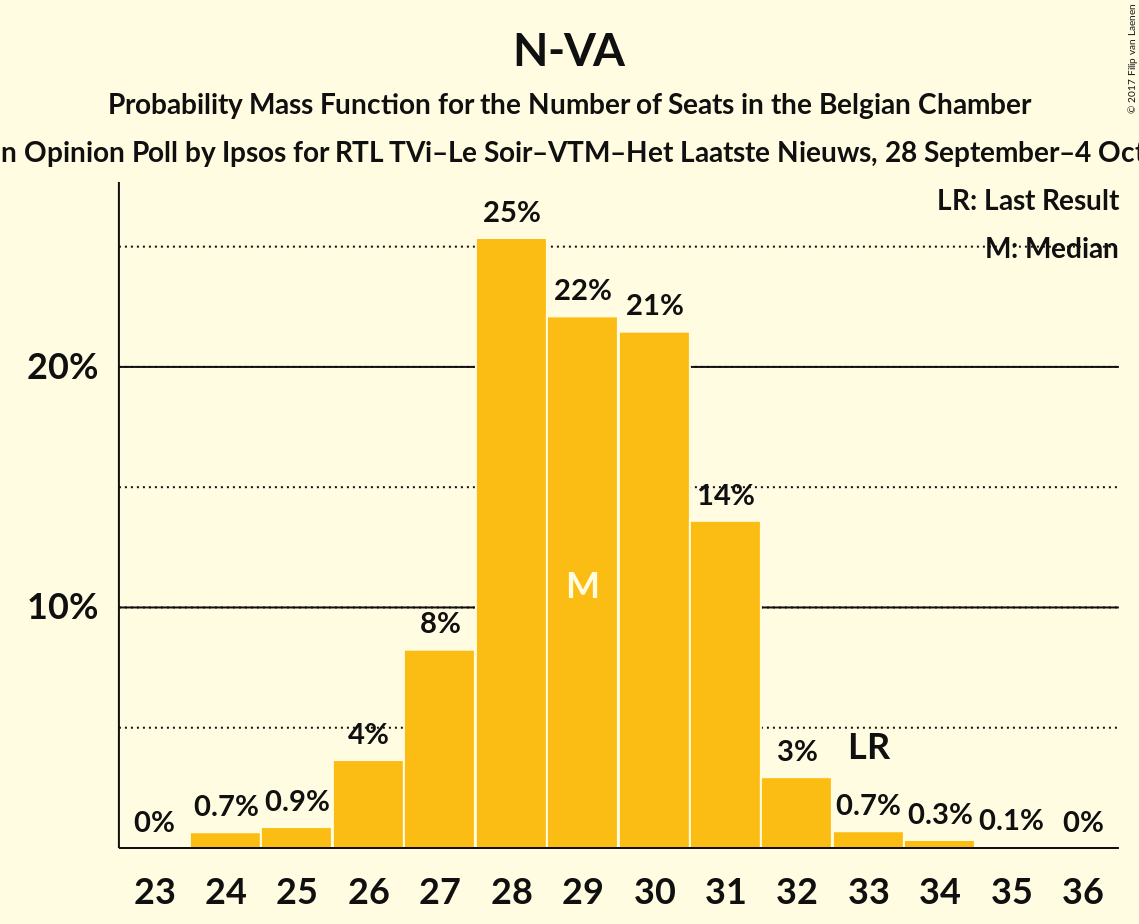 N-VA
Probability Mass Function for the Number of Seats in the Belgian Chamber
n Opinion Poll by Ipsos for RTL TVi–Le Soir–VTM–Het Laatste Nieuws, 28 September–4 Oct
© 2017 Filip van Laenen
LR: Last Result
M: Median
25%
22%
21%
20%
14%
M
10%
8%
4%
3%
LR
0% 0.7% 0.9% 0.7% 0.3% 0.1% 0%
23 24 25 26 27 28 29 30 31 32 33 34 35 36